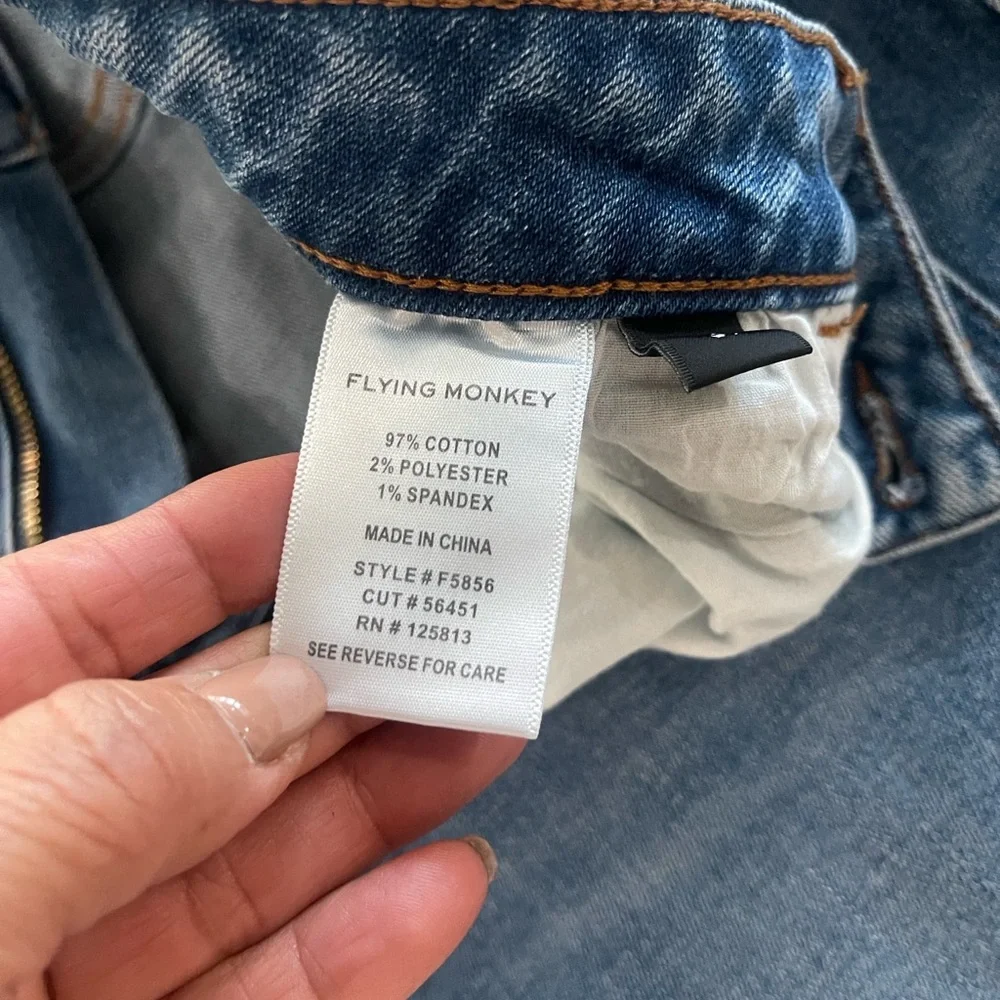 FLYING MONKEY
97% COTTON
2% POLYESTER
1% SPANDEX
MADE IN CHINA
STYLE # F5856
CUT # 56451
RN # 125813
SEE REVERSE FOR CARE